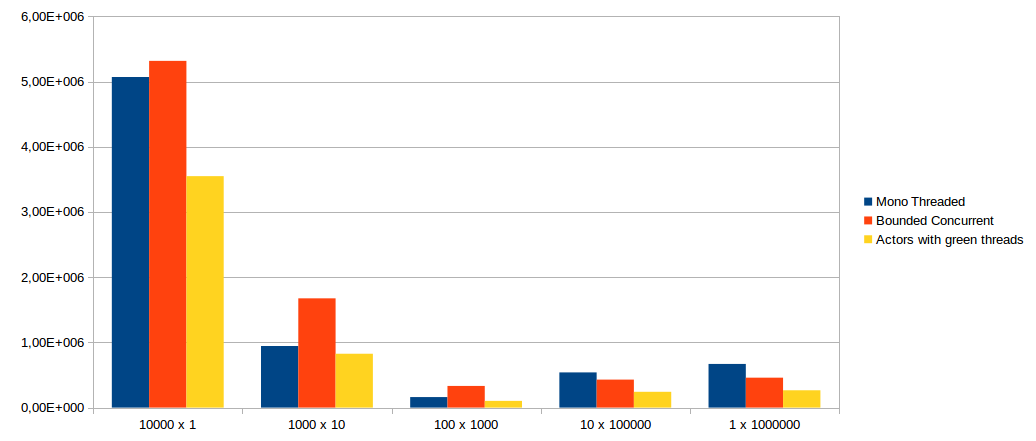 6,00E+006
5,00E+006
4,00E+006
3,00E+006
2,00E+006
1,00E+006
0,00E+000
10000 x 1
1000 x 10
100 x 1000
10 x 100000
1 x 1000000
Mono Threaded
Bounded Concurrent
Actors with green threads